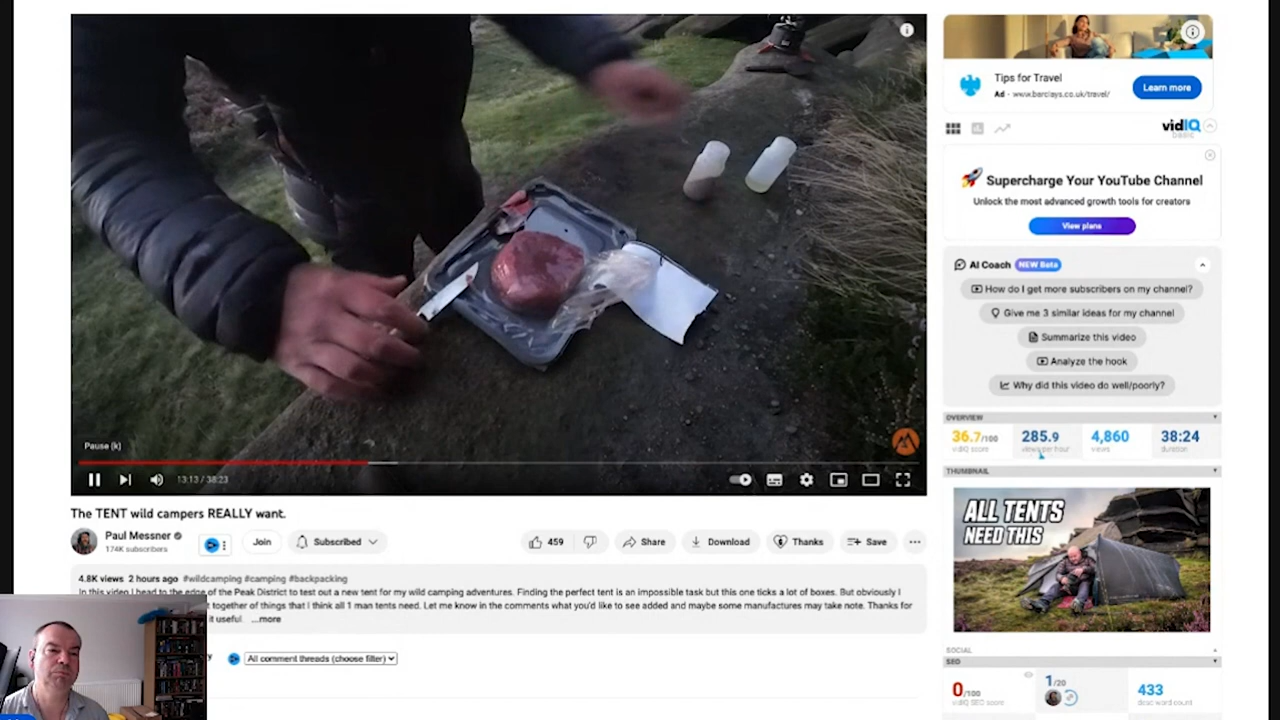 Tips for Travel
Ad - www.barclays.co.uk/travel/
Learn more
vidIQ
basic
Supercharge Your YouTube Channel
Unlock the most advanced growth tools for creators
View plans
AI Coach NEW Beta
How do I get more subscribers on my channel?
Give me 3 similar ideas for my channel
Summarize this video
Analyze the hook
Why did this video do well/poorly?
Pause (k)
13:13 / 38:23
OVERVIEW
36.7/100 285.9 4,860 38:24
vidIQ score views per hour views duration
THUMBNAIL
ALL TENTS
NEED THIS
The TENT wild campers REALLY want.
Paul Messner
174K subscribers
Join
Subscribed
459
Share
Download
Thanks
Save
4.8K views 2 hours ago #wildcamping #camping #backpacking
In this video I head to the edge of the Peak District to test out a new tent for my wild camping adventures. Finding the perfect tent is an impossible task but this one ticks a lot of boxes. But obviously I
together of things that I think all 1 man tents need. Let me know in the comments what you'd like to see added and maybe some manufactures may take note. Thanks for
it useful ...more
All comment threads (choose filter)
SOCIAL
SEO
0/100 1/20 433
vidIQ SEO score desc word count